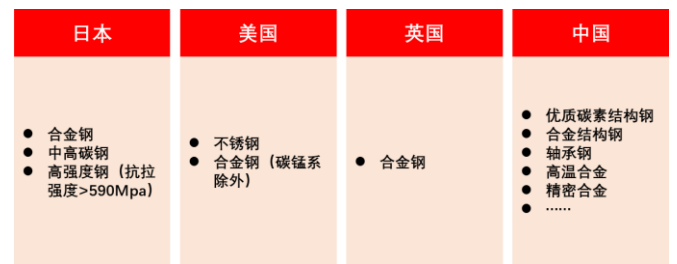 日本
合金钢
中高碳钢
高强度钢（抗拉
强度>590Mpa）
美国
不锈钢
合金钢（碳锰系
除外）
英国
合金钢
中国
优质碳素结构钢
合金结构钢
轴承钢
高温合金
精密合金
……